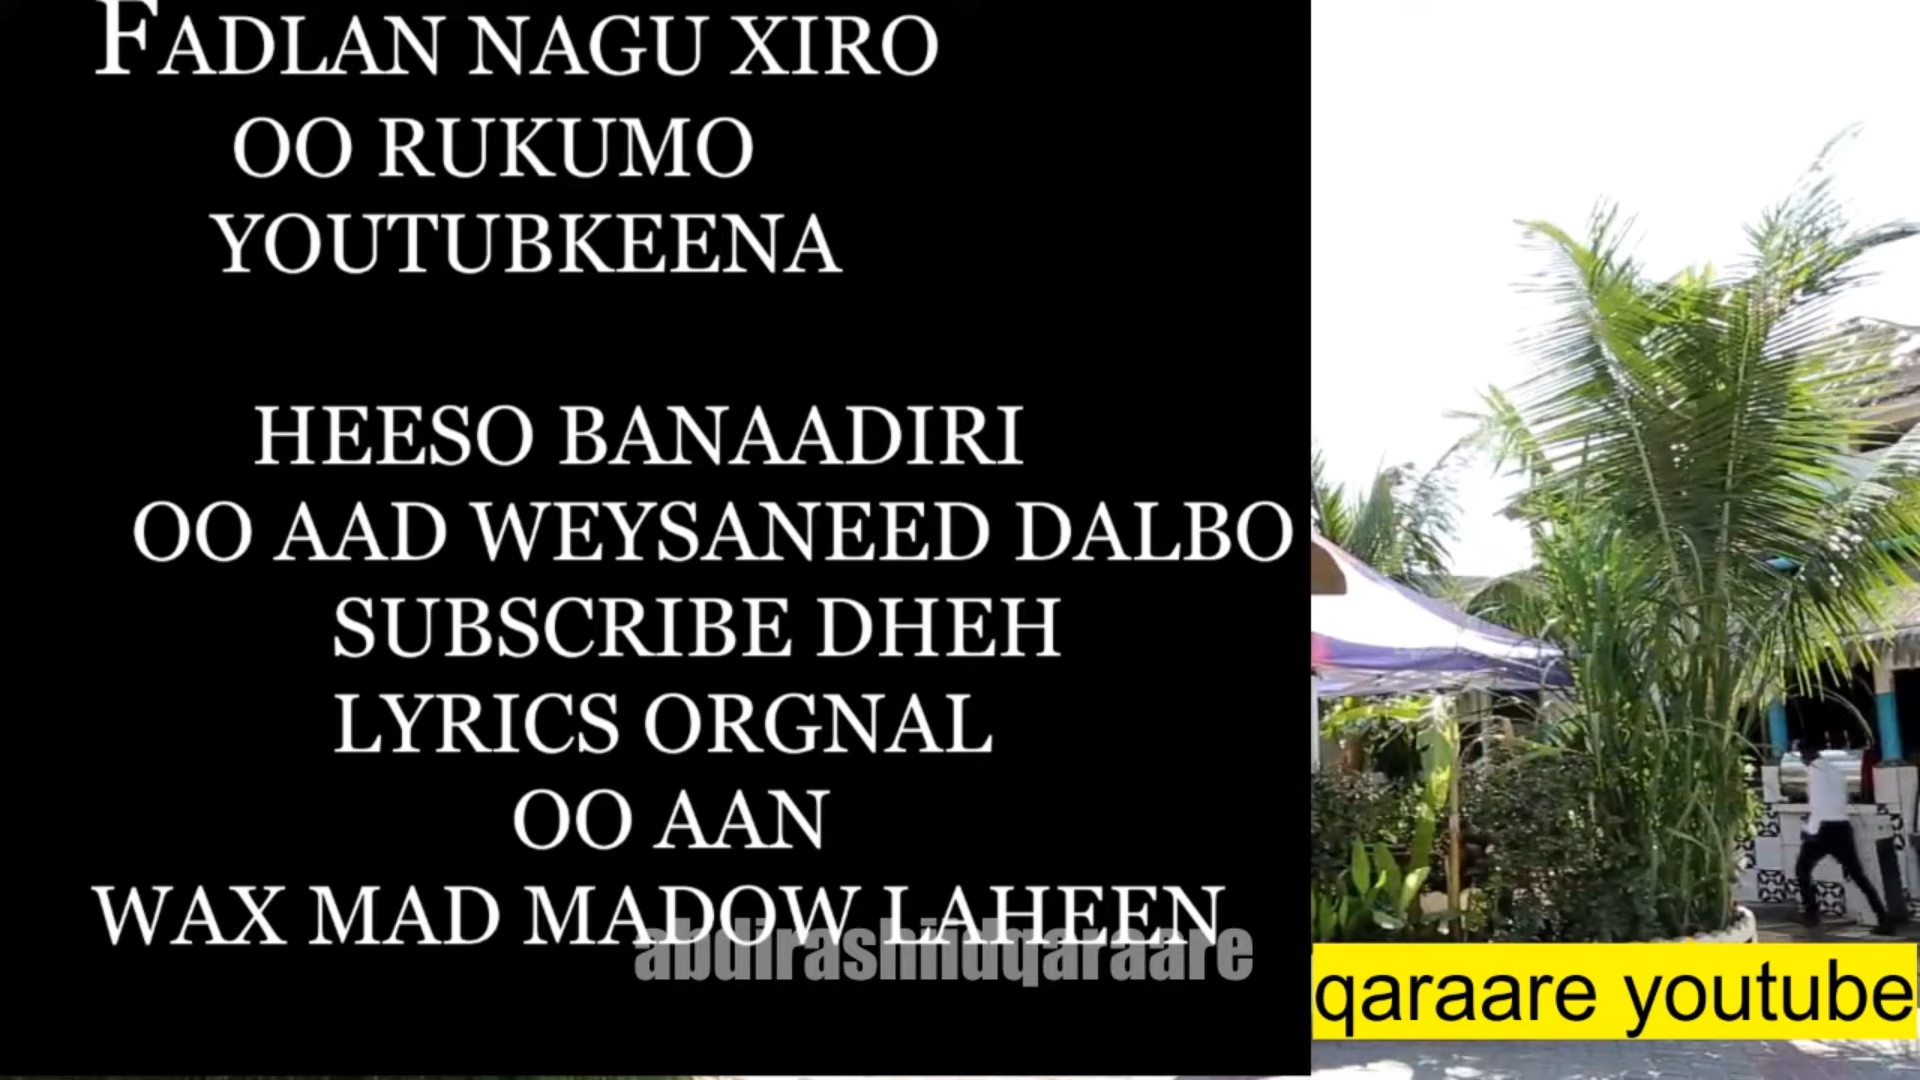 FADLAN NAGU XIRO
OO RUKUMO
YOUTUBKEENA
HEESO BANAADIRI
OO AAD WEYSANEED DALBO
SUBSCRIBE DHEH
LYRICS ORGNAL
OO AAN
WAX MAD MADOW LAHEEN
abdirashiidqaraare
qaraare youtube